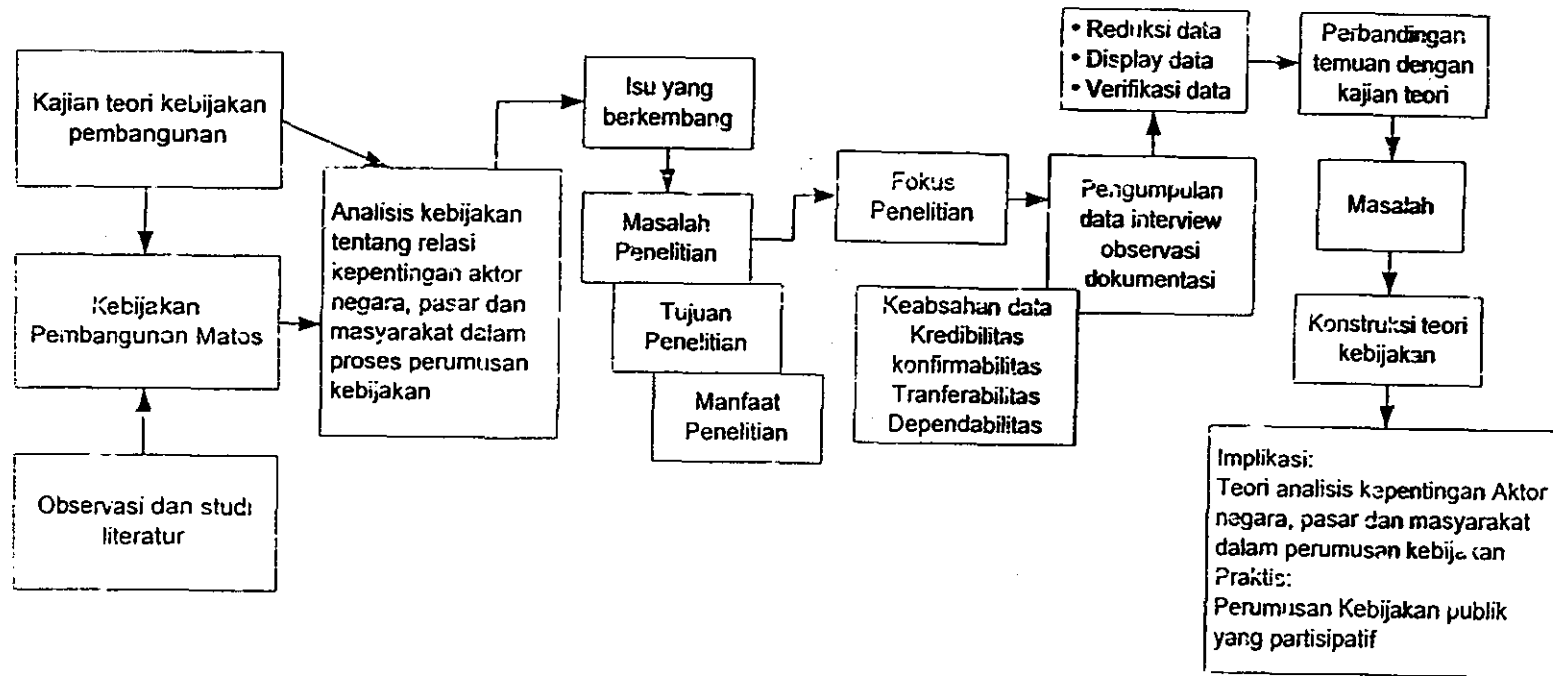 Kajian teori kebijakan
pembangunan
Kebijakan
Pembangunan Matos
Observasi dan studi
literatur
Analisis kebijakan
tentang relasi
kepentingan aktor
negara, pasar dan
masyarakat dalam
proses perumusan
kebijakan
Isu yang
berkembang
Masalah
Penelitian
Tujuan
Penelitian
Manfaat
Penelitian
Fokus
Penelitian
Keabsahan data
Kredibilitas
konfirmabilitas
Tranferabilitas
Dependabilitas
Pengumpulan
data interview
observasi
dokumentasi
• Reduksi data
• Display data
• Verifikasi data
Perbandingan
temuan dengan
kajian teori
Masalah
Konstruksi teori
kebijakan
Implikasi:
Teori analisis kepentingan Aktor
negara, pasar dan masyarakat
dalam perumusan kebijakan
Praktis:
Perumusan Kebijakan publik
yang partisipatif